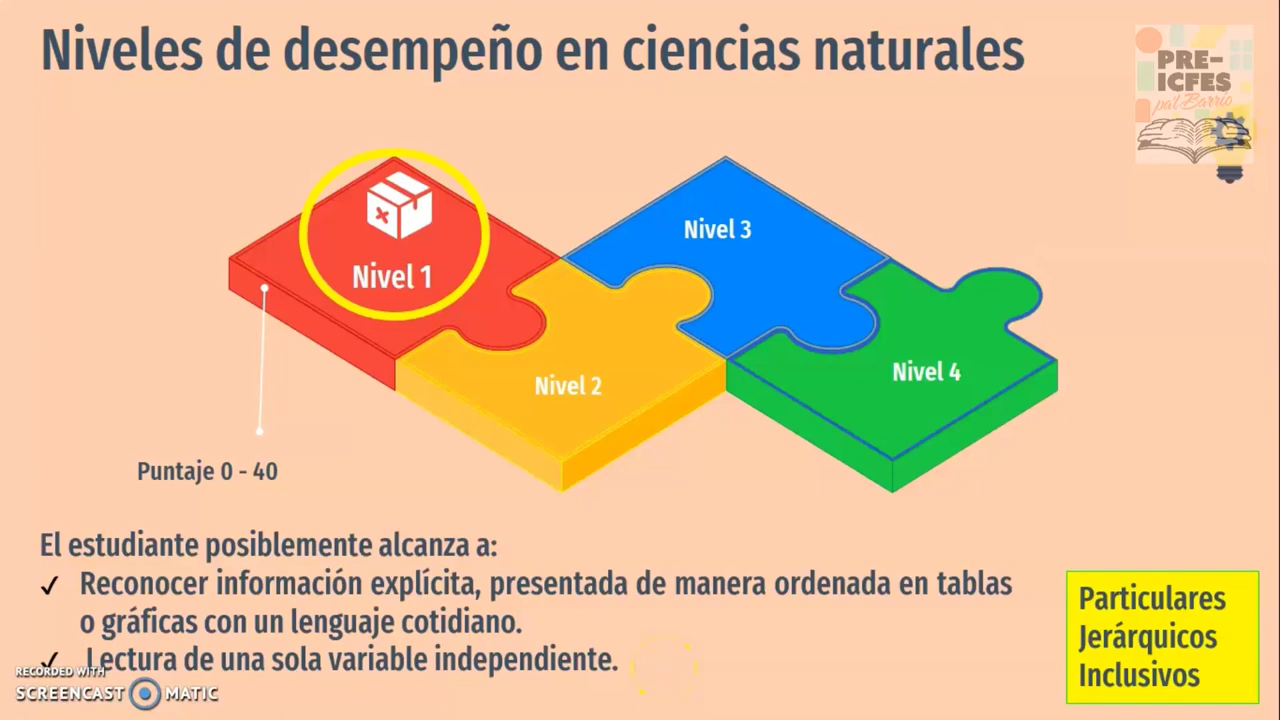 Niveles de desempeño en ciencias naturales
PRE-
ICFES
pa'l Barrio
Nivel 1
Nivel 3
Nivel 2
Nivel 4
Puntaje 0 - 40
El estudiante posiblemente alcanza a:
✓ Reconocer información explícita, presentada de manera ordenada en tablas
o gráficas con un lenguaje cotidiano.
✓ Lectura de una sola variable independiente.
Particulares
Jerárquicos
Inclusivos
RECORDED WITH
SCREENCAST MATIC